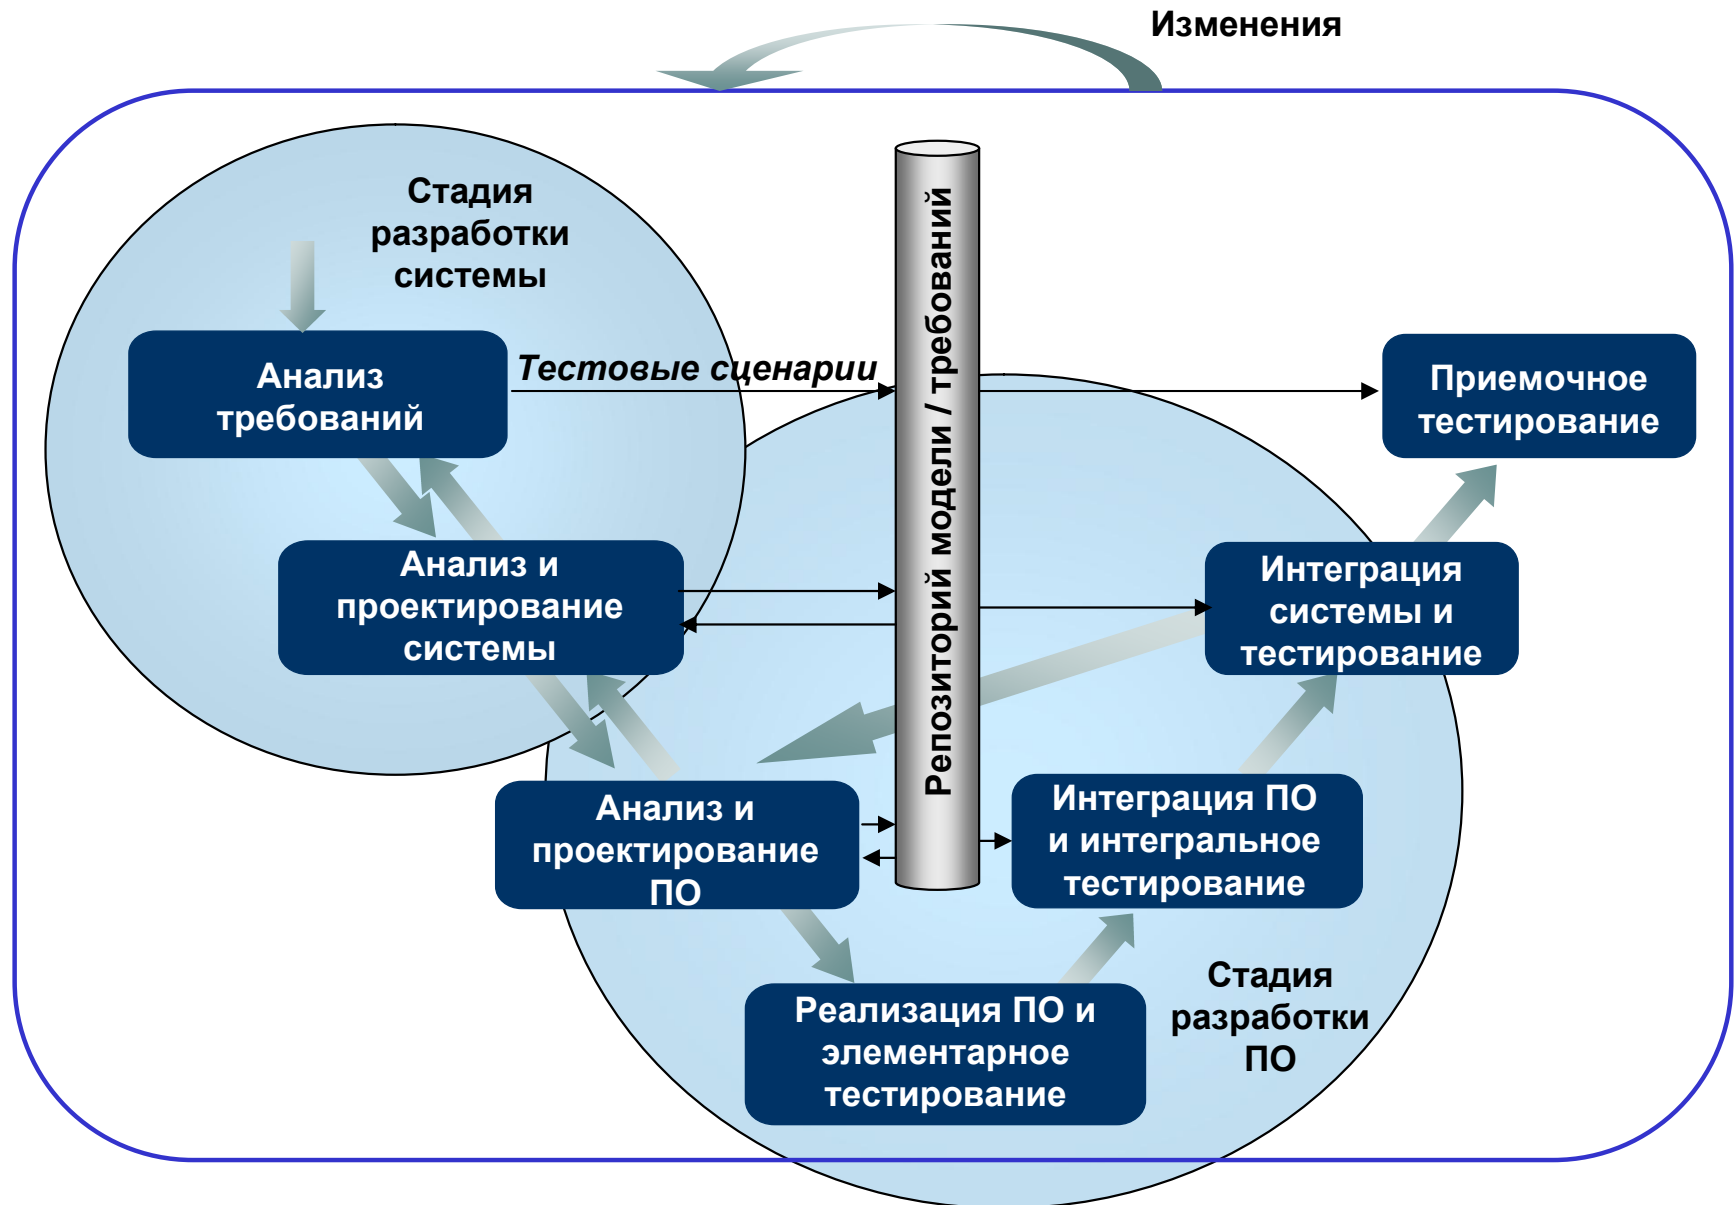 Изменения
Стадия
разработки
системы
Репозиторий модели / требований
Анализ
требований
Тестовые сценарии
Приемочное
тестирование
Анализ и
проектирование
системы
Интеграция
системы и
тестирование
Анализ и
проектирование
ПО
Интеграция ПО
и интегральное
тестирование
Реализация ПО и
элементарное
тестирование
Стадия
разработки
ПО